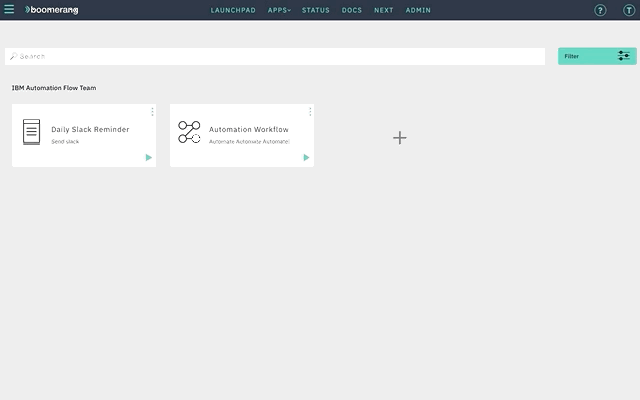 boomerang
LAUNCHPAD APPS STATUS DOCS NEXT ADMIN
? T
Search
Filter
IBM Automation Flow Team
Daily Slack Reminder
Send slack
Automation Workflow
Automate Automate Automate!